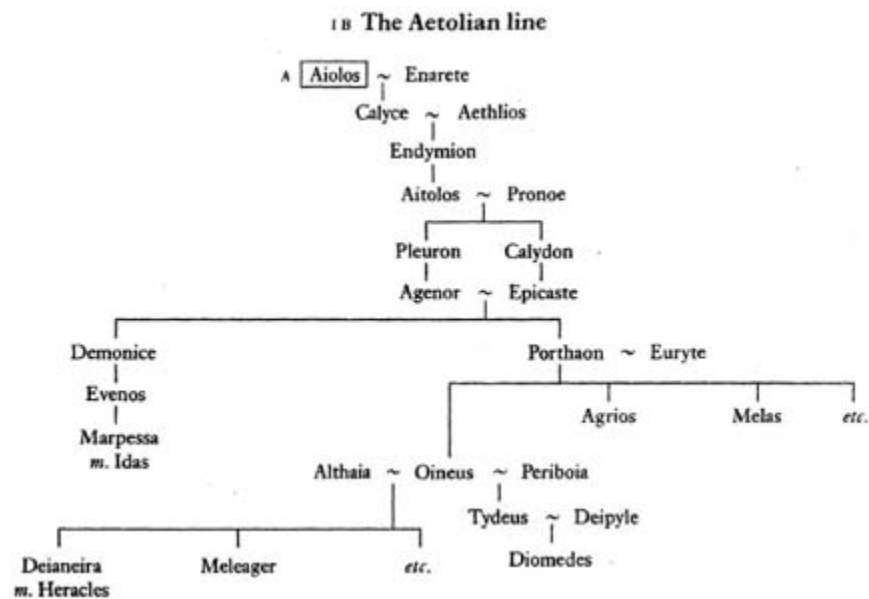 1 B The Aetolian line
A Aiolos ~ Enarete
Calyce ~ Aethlios
Endymion
Aitolos ~ Pronoe
Pleuron Calydon
Agenor ~ Epicaste
Demonice Porthaon ~ Euryte
Evenos
Agrios Melas etc.
Marpessa
m. Idas
Althaia ~ Oineus ~ Periboia
Tydeus ~ Deipyle
Deianeira Meleager etc. Diomedes
m. Heracles